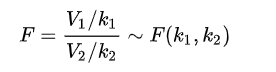 F = \frac{V_1/k_1}{V_2/k_2} \sim F(k_1, k_2)